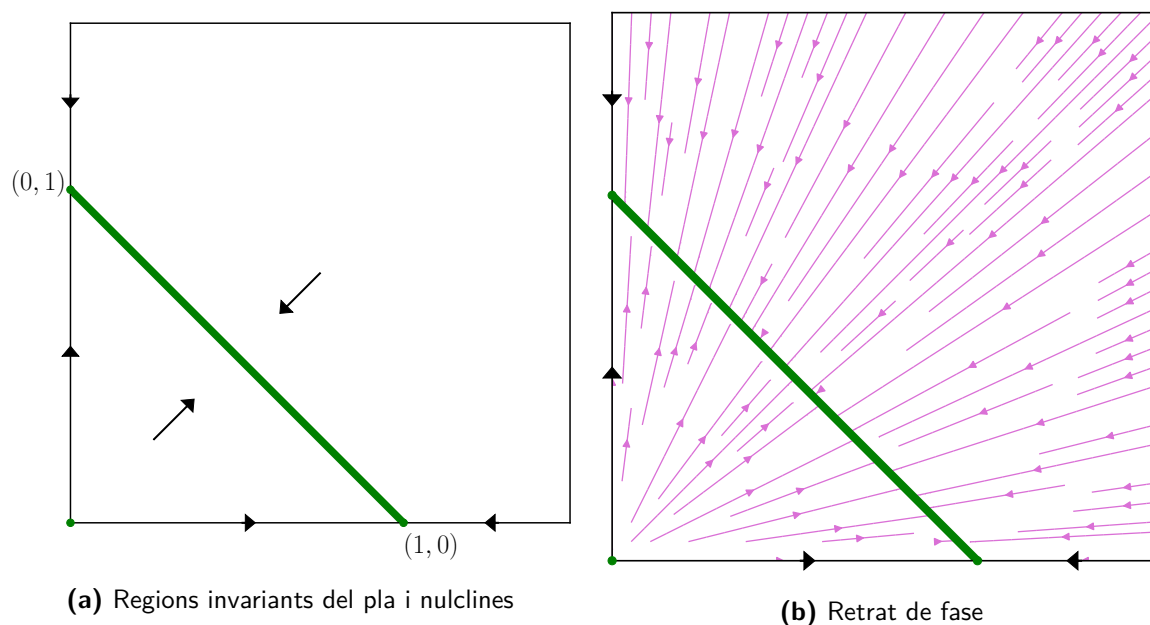 (0, 1)
(1, 0)
(a) Regions invariants del pla i nulclines
(b) Retrat de fase